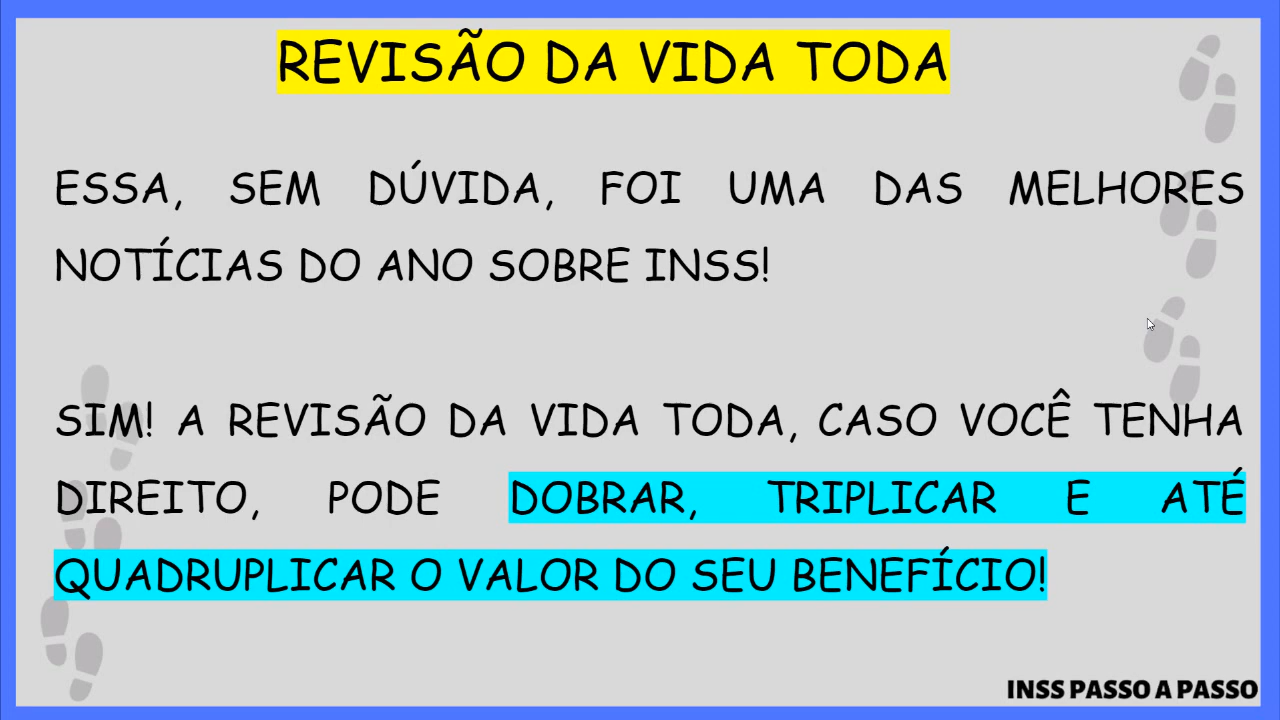 REVISÃO DA VIDA TODA
ESSA, SEM DÚVIDA, FOI UMA DAS MELHORES
NOTÍCIAS DO ANO SOBRE INSS!
SIM! A REVISÃO DA VIDA TODA, CASO VOCÊ TENHA
DIREITO, PODE DOBRAR, TRIPLICAR E ATÉ
QUADRUPLICAR O VALOR DO SEU BENEFÍCIO!
INSS PASSO A PASSO